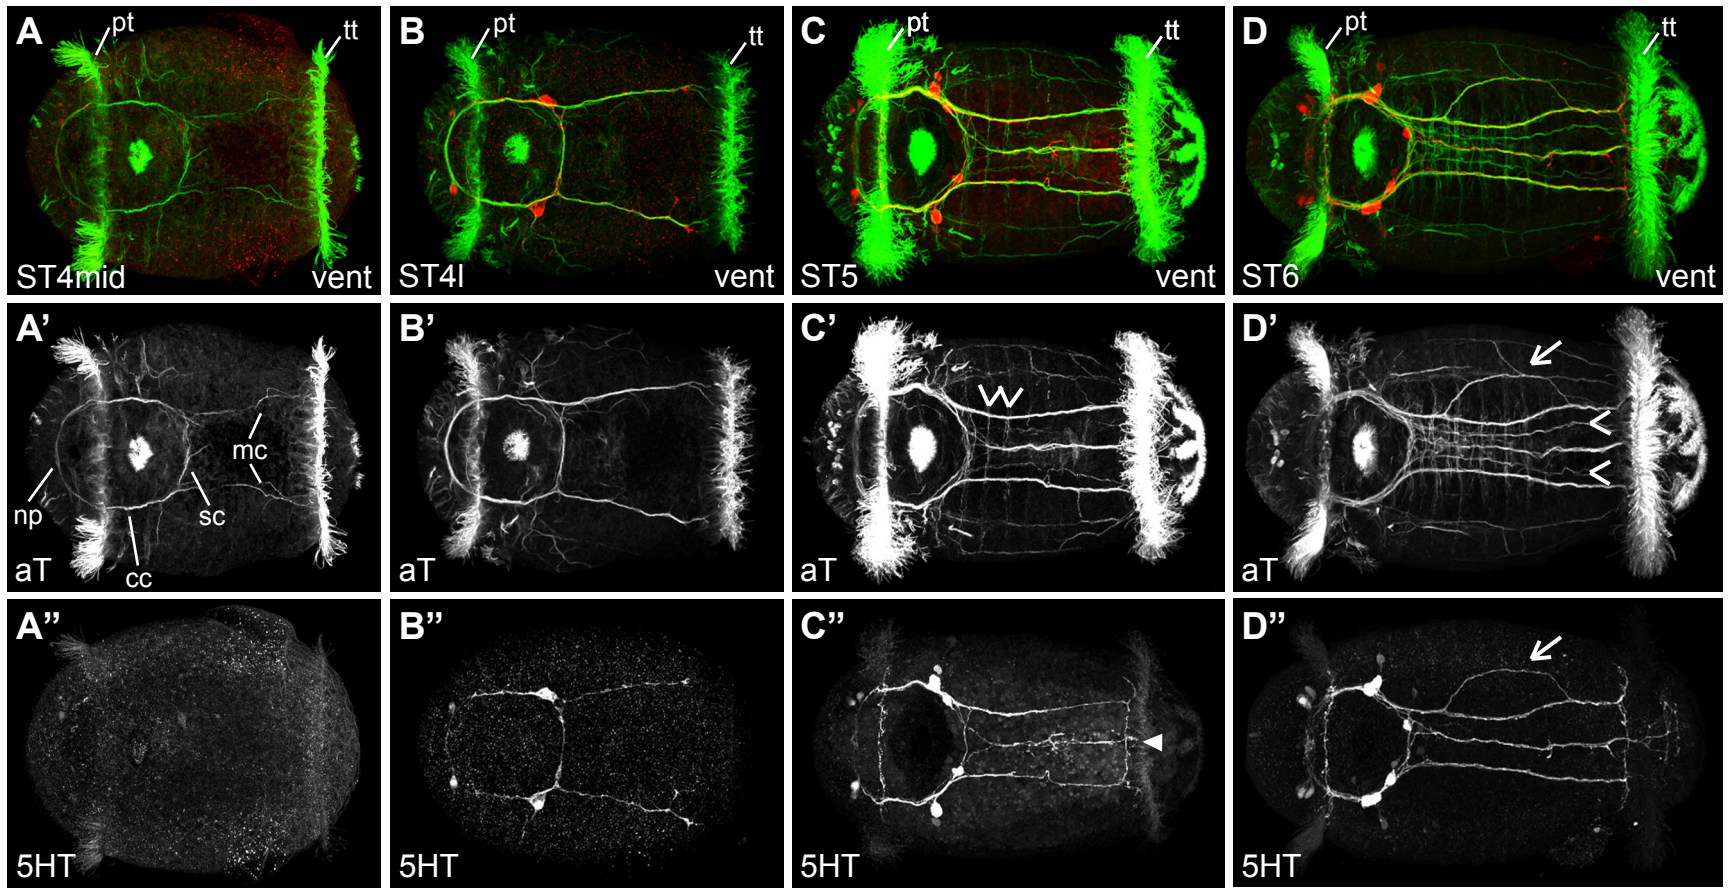 A
pt
tt
ST4mid
vent
B
pt
tt
ST4l
vent
C
pt
tt
ST5
vent
D
pt
tt
ST6
vent
A’
np
cc
sc
mc
aT
B’
aT
C’
aT
D’
aT
A”
5HT
B”
5HT
C”
5HT
D”
5HT